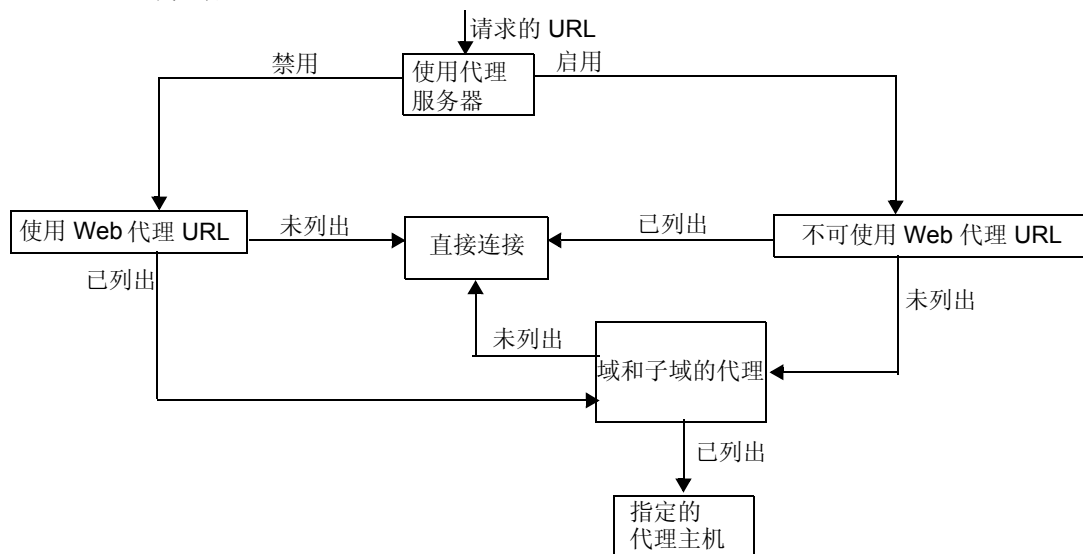 请求的 URL
禁用
使用代理
服务器
启用
使用 Web 代理 URL
未列出
直接连接
已列出
不可使用 Web 代理 URL
已列出
未列出
未列出
域和子域的代理
已列出
指定的
代理主机